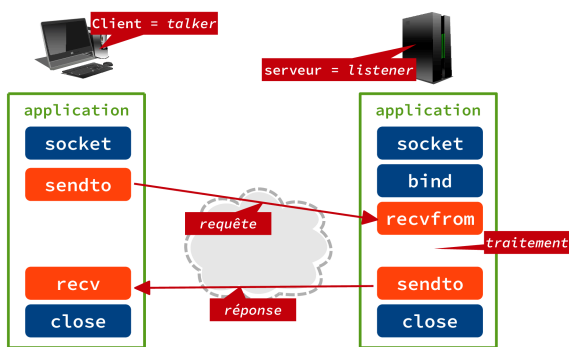 Client = talker
serveur = listener
application
socket
sendto
recv
close
requête
réponse
application
socket
bind
recvfrom
traitement
sendto
close